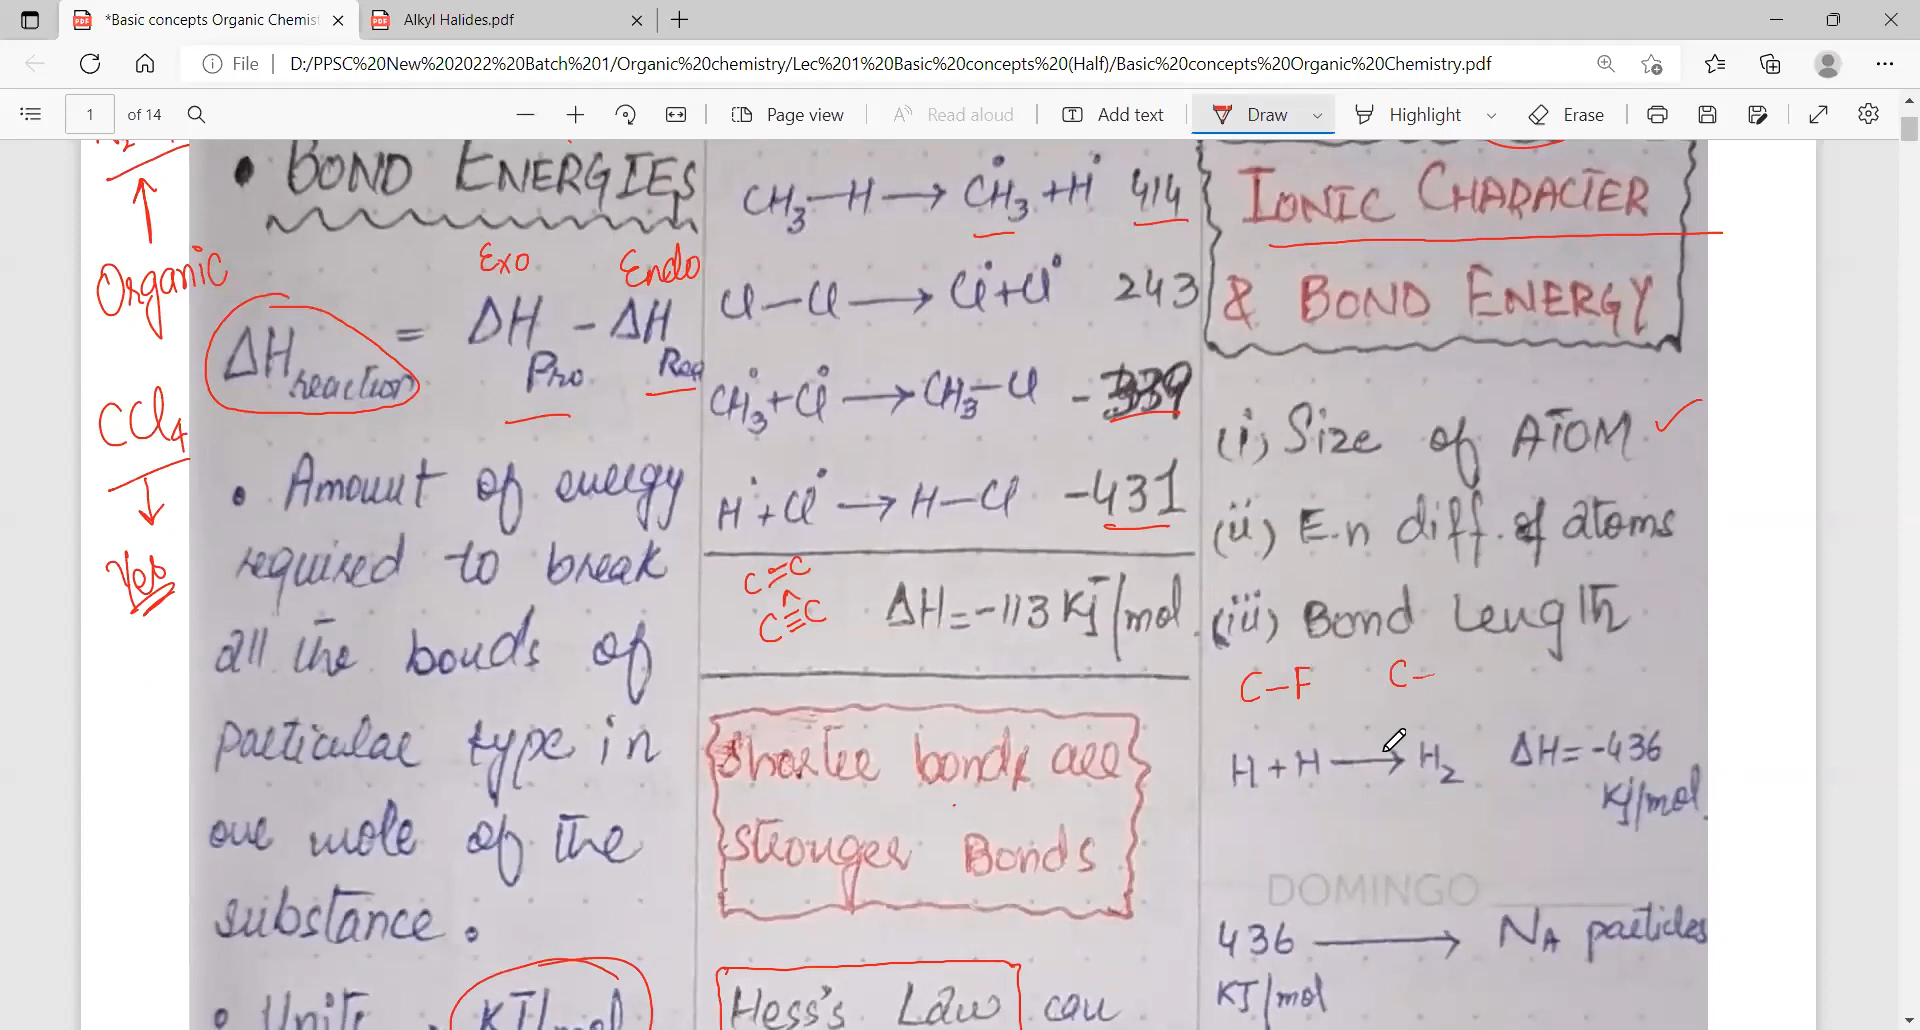 *Basic concepts Organic Chemist
Alkyl Halides.pdf
File
D:/PPSC%20New%202022%20Batch%201/Organic%20chemistry/Lec%201%20Basic%20concepts%20(Half)/Basic%20concepts%20Organic%20Chemistry.pdf
1 of 14
Page view
Read aloud
Add text
Draw
Highlight
Erase
Organic
CCl4
Yes
• BOND ENERGIES
Exo Endo
ΔHreaction = ΔH Pro. - ΔH Rea
• Amount of energy
required to break
all the bonds of
particular type in
one mole of the
substance.
• Units KJ/mol
CH3—H → ĊH3 + Ḣ 414
Cl—Cl → Cl̇ + Cl̇ 243
ĊH3 + Cl̇ → CH3—Cl -339
Ḣ + Cl̇ → H—Cl -431
C=C
C≡C
ΔH = -113 KJ/mol.
Shorter bonds are
stronger Bonds
Hess's Law can
IONIC CHARACTER
& BOND ENERGY
(i) Size of ATOM
(ii) E.n diff. of atoms
(iii) Bond Length
C-F C-
H + H → H2 ΔH = -436
KJ/mol.
DOMINGO
436 → NA particles
KJ/mol